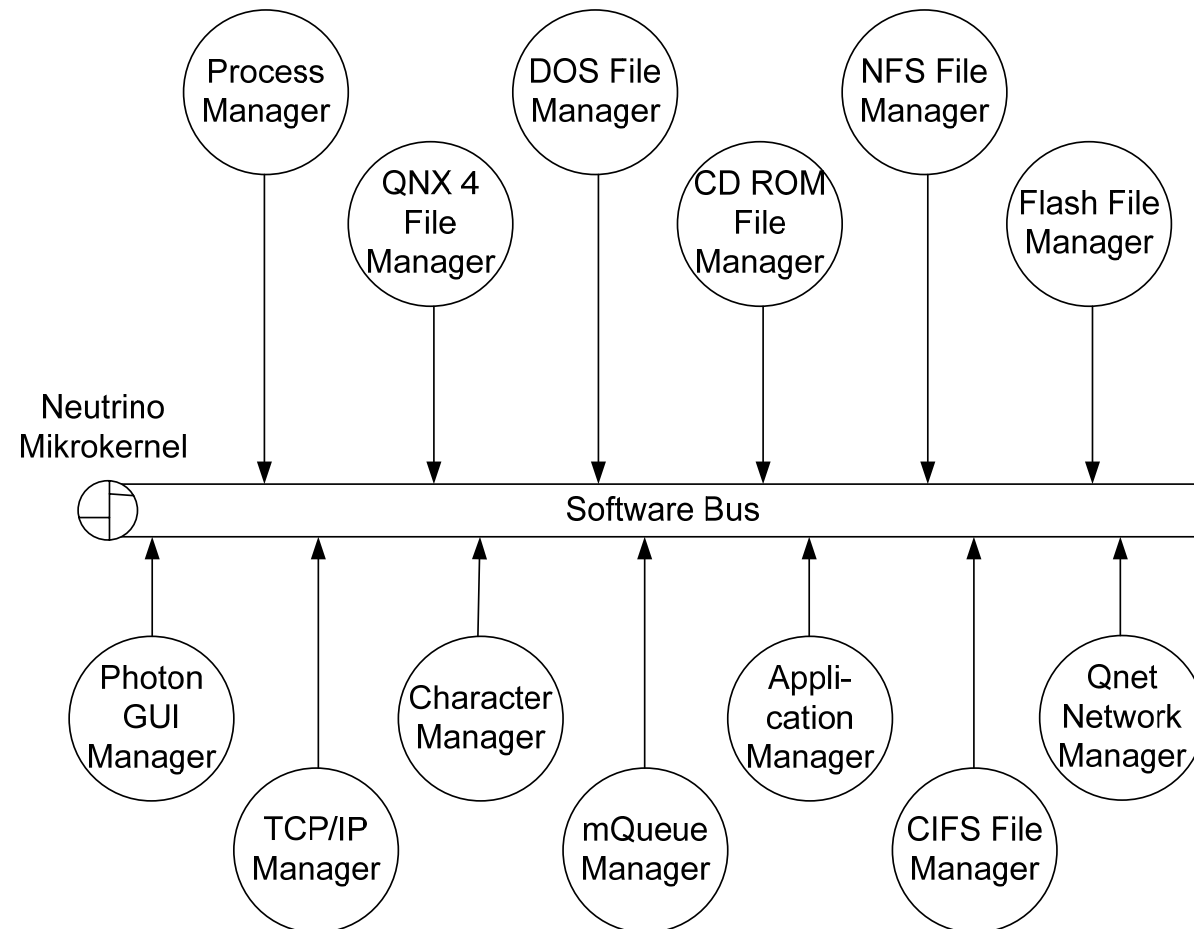 Process
Manager
DOS File
Manager
NFS File
Manager
QNX 4
File
Manager
CD ROM
File
Manager
Flash File
Manager
Neutrino
Mikrokernel
Software Bus
Photon
GUI
Manager
Character
Manager
Appli-
cation
Manager
Qnet
Network
Manager
TCP/IP
Manager
mQueue
Manager
CIFS File
Manager